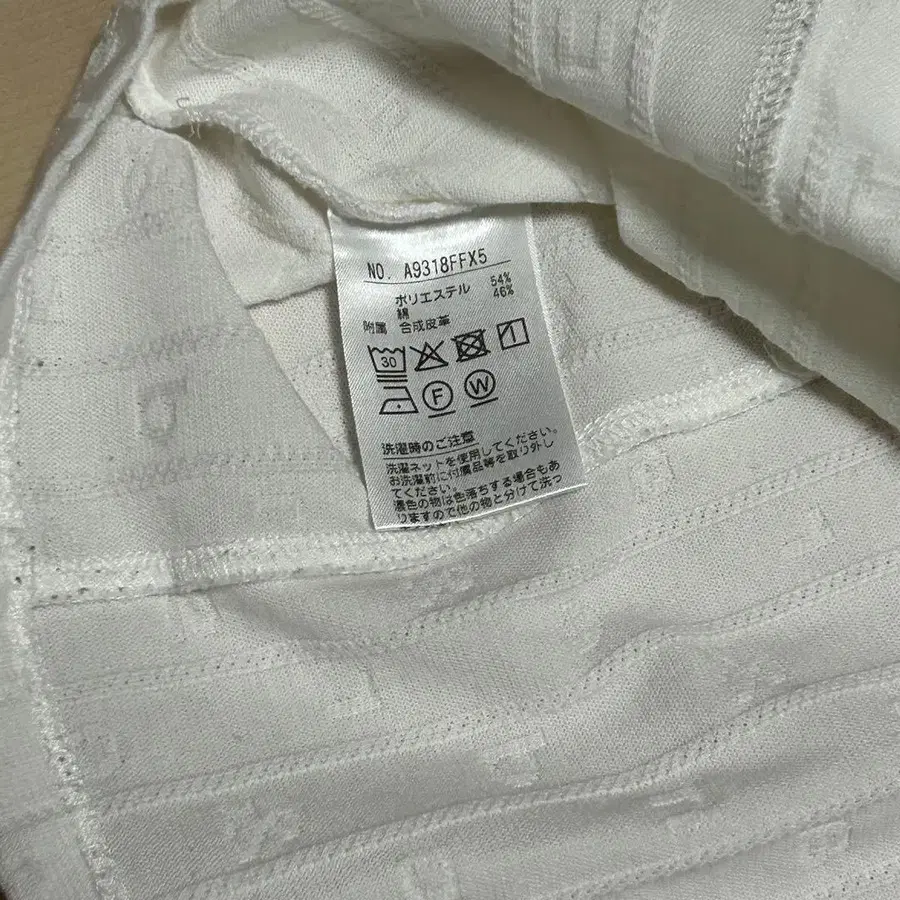 NO. A9318FFX5
ポリエステル 54%
綿 46%
附属 合成皮革
30
F W
洗濯時のご注意
洗濯ネットを使用してください。
お洗濯前に付属品等を取り外し
てください。
濃色の物は色落ちする場合もあ
りますので他の物と分けて洗っ